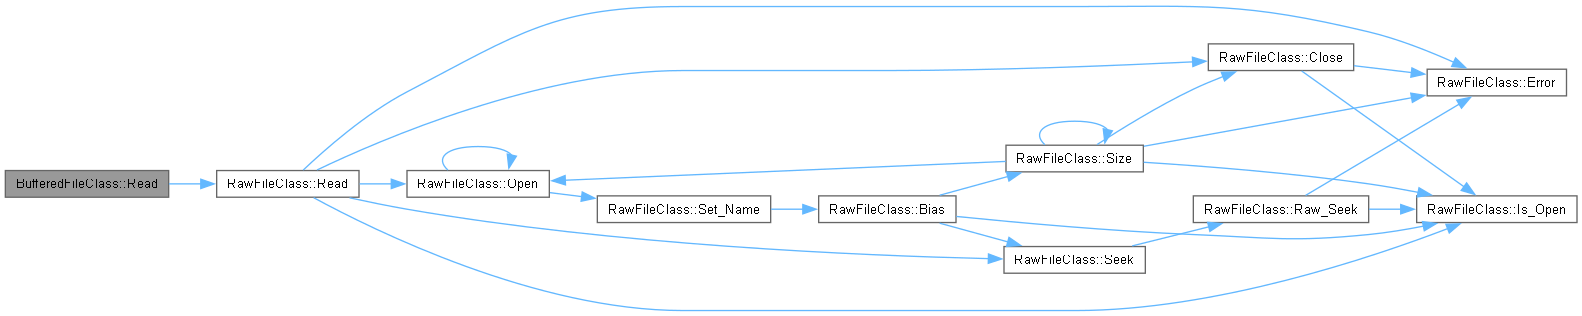 BufferedFileClass::Read
RawFileClass::Read
RawFileClass::Open
RawFileClass::Set_Name
RawFileClass::Bias
RawFileClass::Size
RawFileClass::Seek
RawFileClass::Close
RawFileClass::Raw_Seek
RawFileClass::Error
RawFileClass::Is_Open